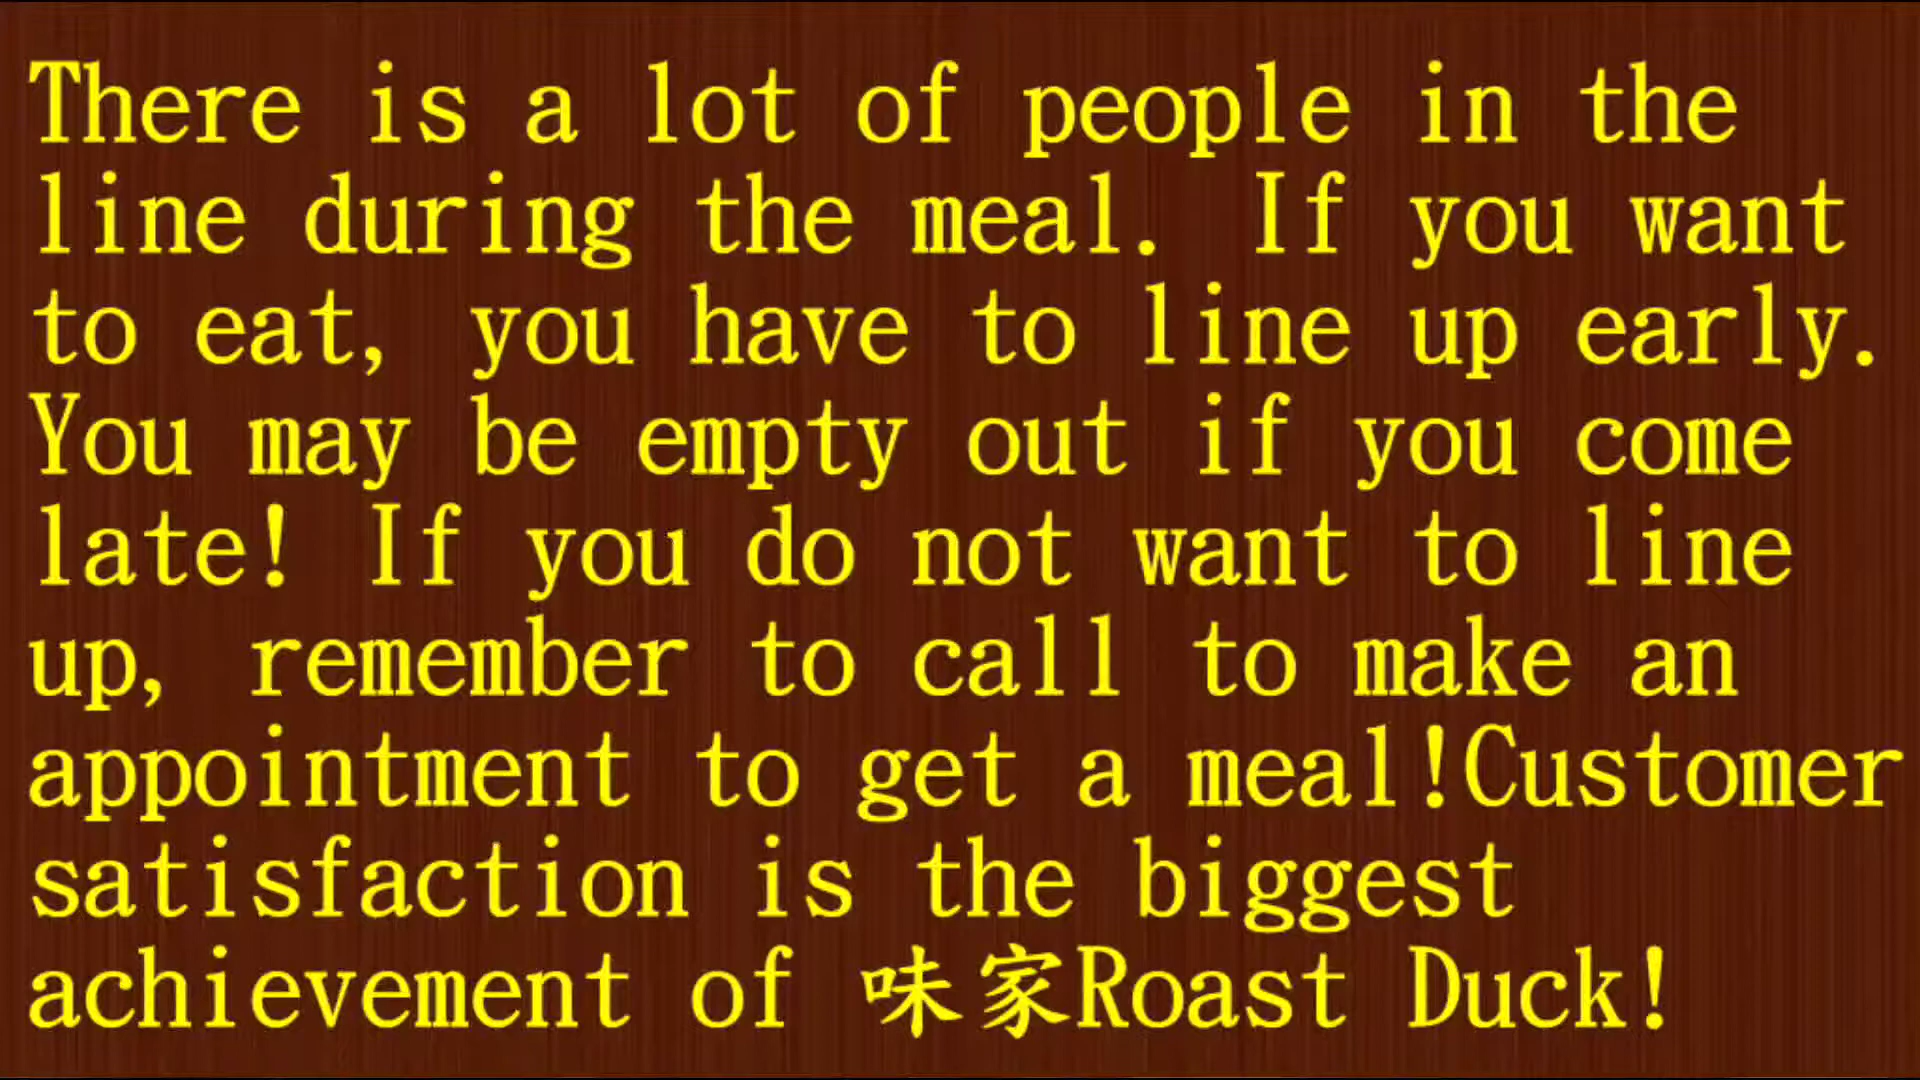 There is a lot of people in the
line during the meal. If you want
to eat, you have to line up early.
You may be empty out if you come
late! If you do not want to line
up, remember to call to make an
appointment to get a meal!Customer
satisfaction is the biggest
achievement of 味家Roast Duck!